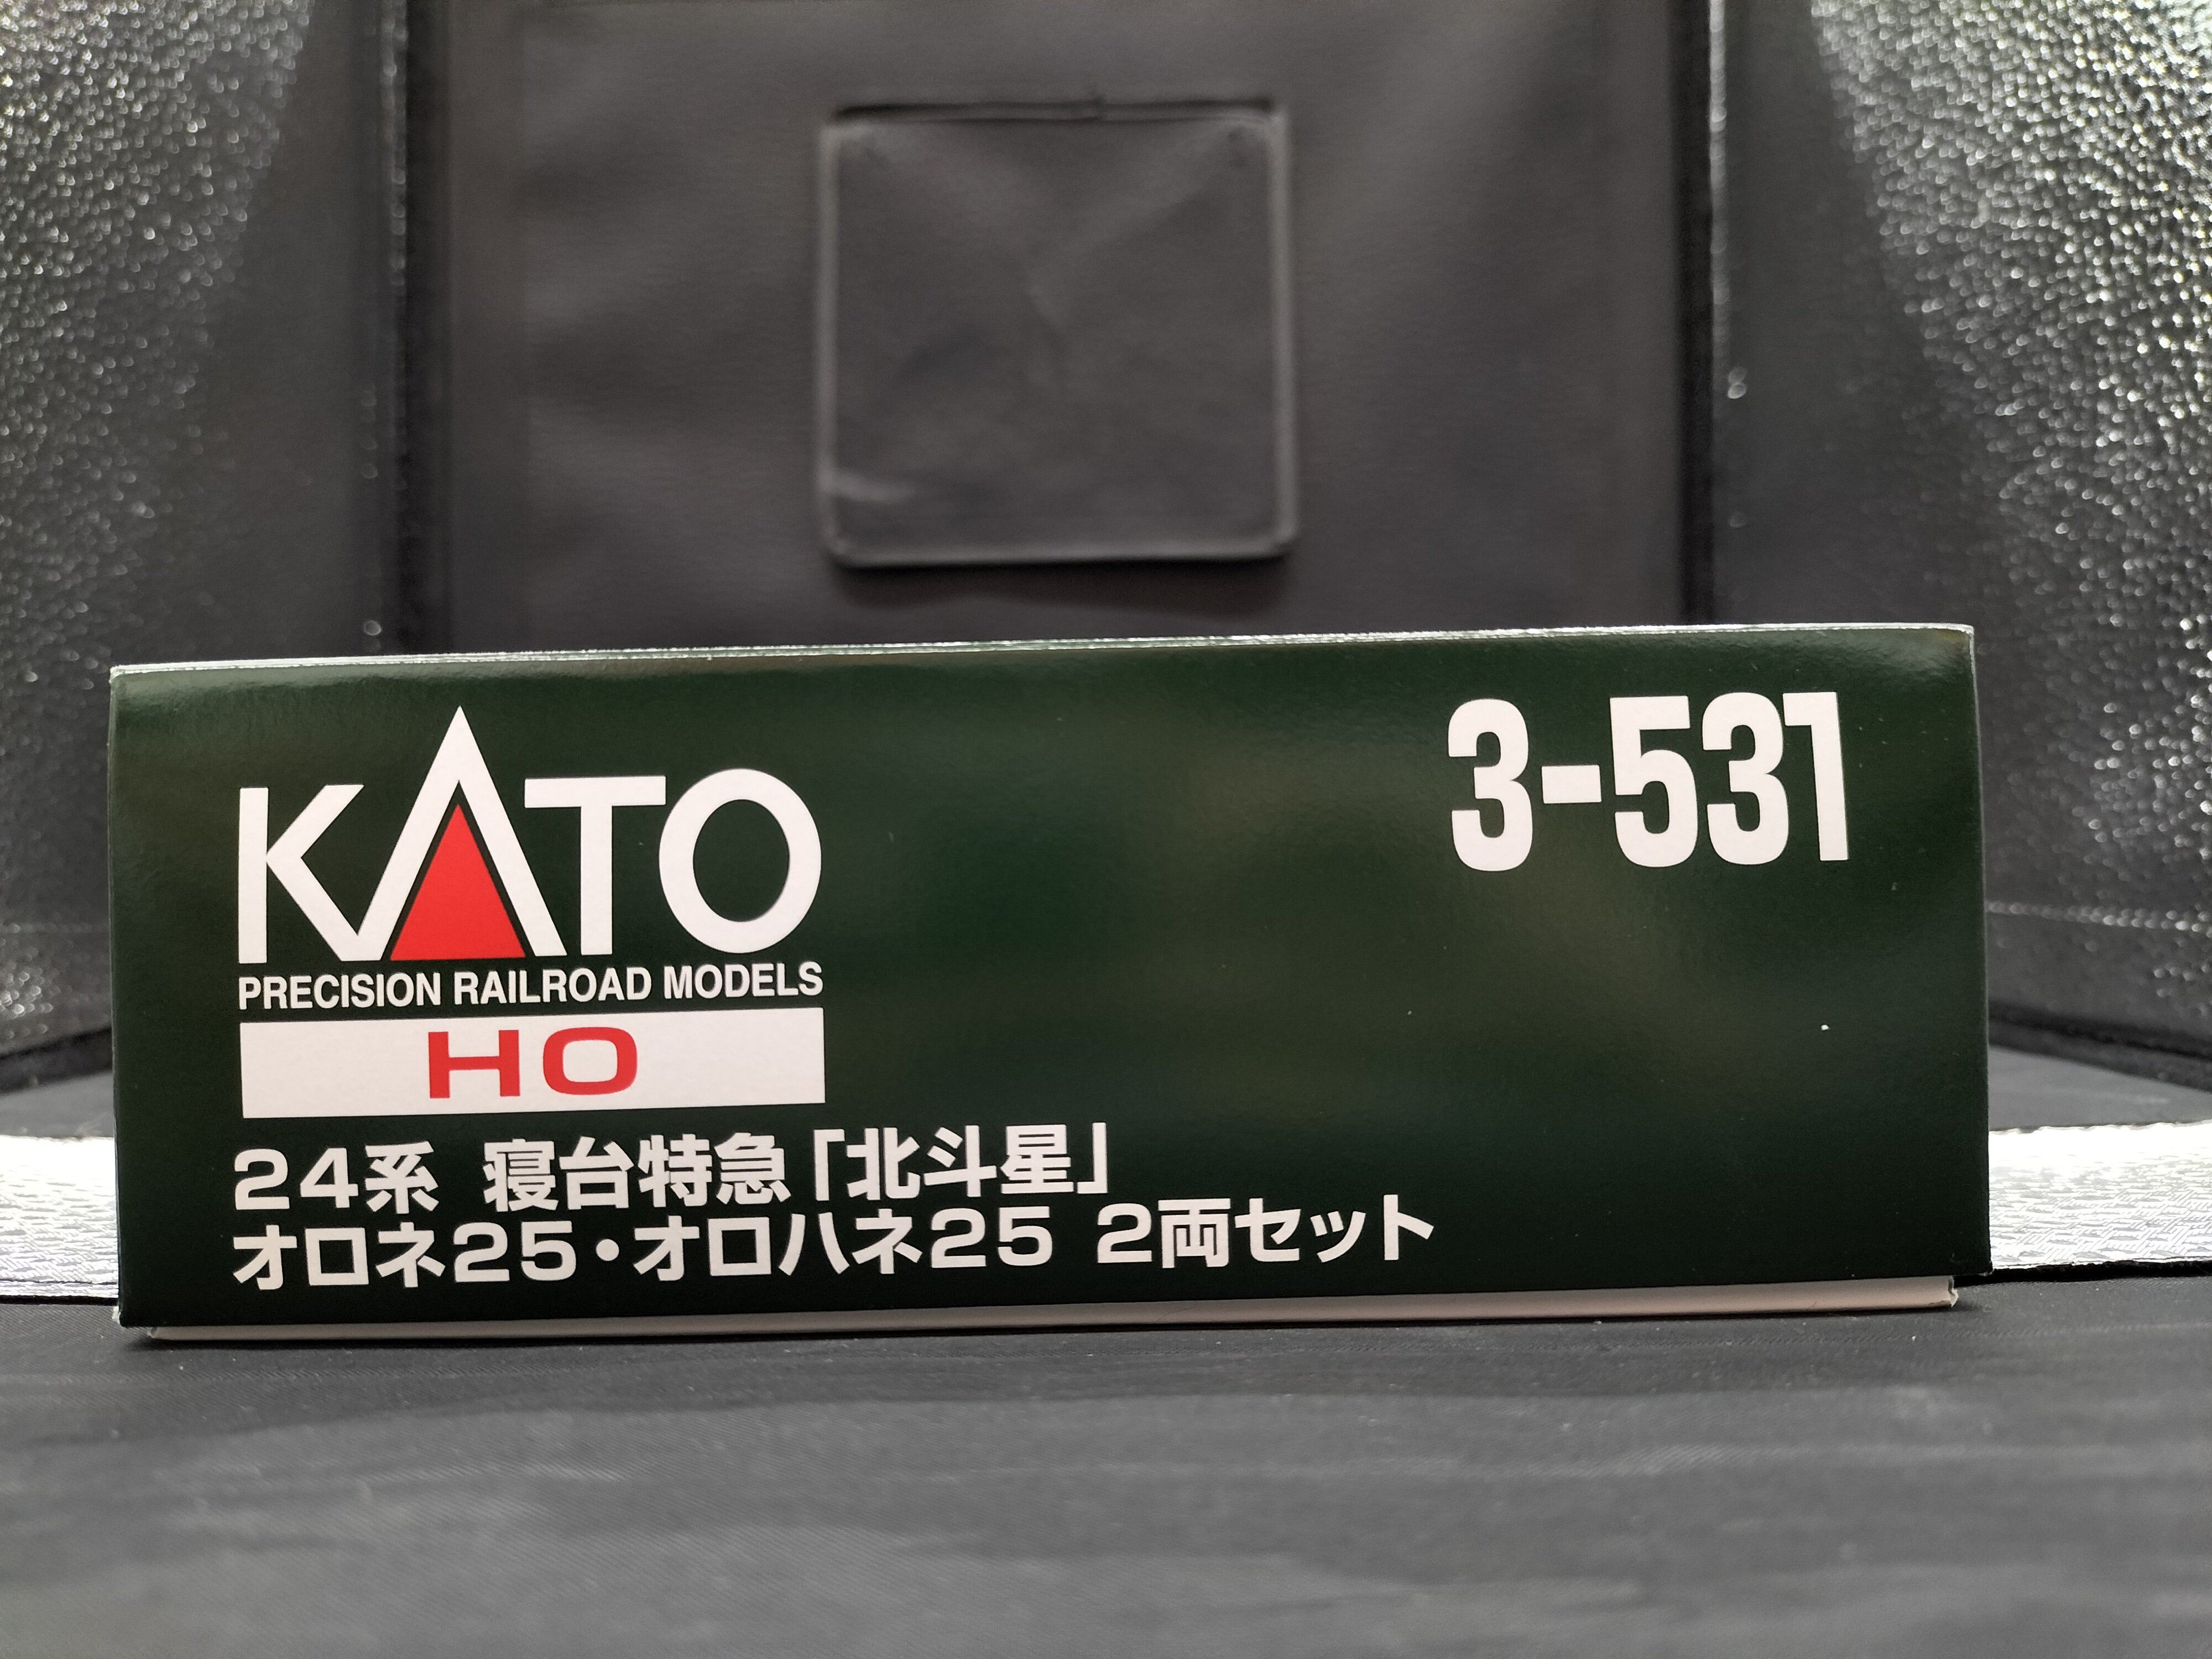 KATO
3-531
PRECISION RAILROAD MODELS
HO
24系 寝台特急「北斗星」
オロネ25・オロハネ25 2両セット